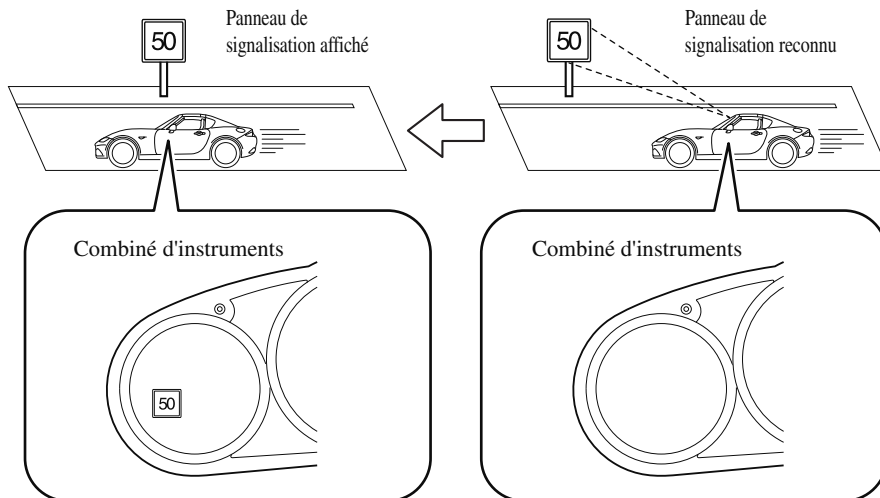 50
Panneau de
signalisation affiché
50
Panneau de
signalisation reconnu
Combiné d'instruments
50
Combiné d'instruments